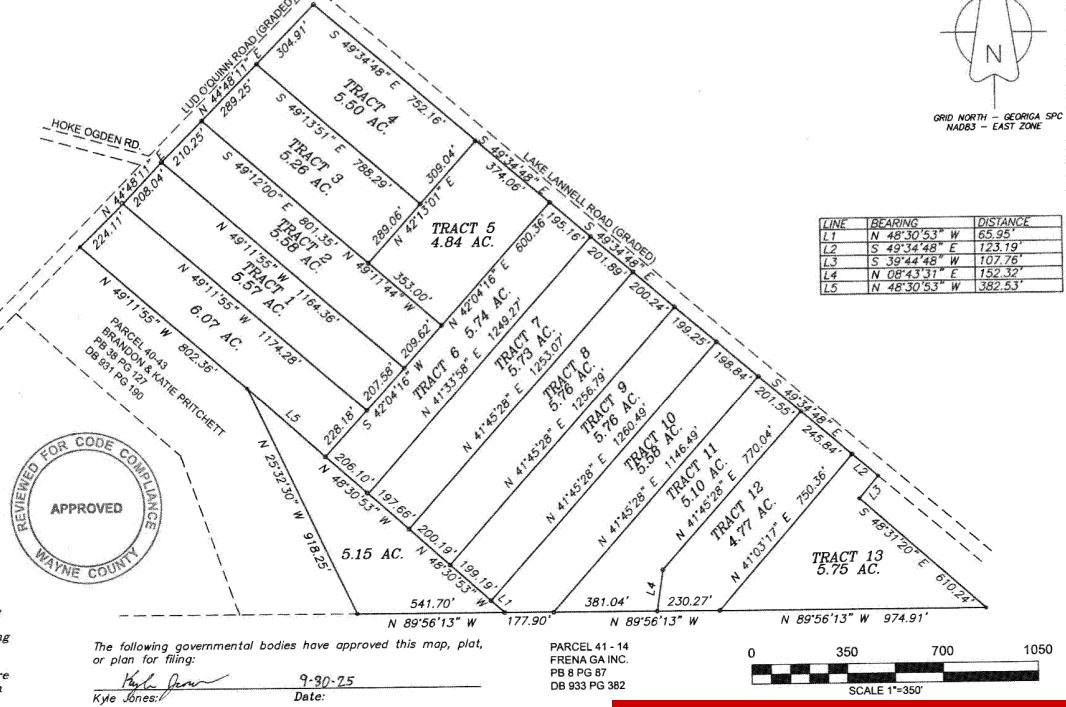 LUD O'QUINN ROAD (GRADED)
N 44°48'11" E
304.91'
289.25'
HOKE OGDEN RD.
210.25'
N 44°48'11" E
208.04'
224.11'
S 49°34'48" E 752.16'
TRACT 4
5.50 AC.
S 49°13'51" E 788.29'
TRACT 3
5.26 AC.
309.04'
N 42°13'01" E
289.06'
S 49°12'00" E 801.35'
N 49°11'44" W
353.00'
TRACT 2
5.58 AC.
N 49°11'55" W 1164.36'
TRACT 1
5.57 AC.
N 49°11'55" W 1174.28'
6.07 AC.
N 49°11'55" W 802.36'
PARCEL 40-43
BRANDON & KATIE PRITCHETT
PB 38 PG 127
DB 931 PG 190
L5
N 25°32'30" W 918.25'
LAKE LANNELL ROAD (GRADED)
S 49°34'48" E
374.06'
TRACT 5
4.84 AC.
195.16'
S 49°34'48" E
201.89'
200.24'
199.25'
198.84'
S 49°34'48" E
201.55'
245.84'
L2
L3
N 42°04'16" E 600.36'
209.62'
207.58'
S 42°04'16" W
228.18'
TRACT 6
5.74 AC.
N 41°33'58" E 1249.27'
TRACT 7
5.73 AC.
N 41°45'28" E 1253.07'
TRACT 8
5.76 AC.
N 41°45'28" E 1256.79'
TRACT 9
5.76 AC.
N 41°45'28" E 1260.49'
TRACT 10
5.58 AC.
N 41°45'28" E 1146.49'
TRACT 11
5.10 AC.
N 41°45'28" E 770.04'
TRACT 12
4.77 AC.
N 41°03'17" E 750.36'
TRACT 13
5.75 AC.
S 48°31'20" E 610.24'
206.10'
N 48°30'53" W
197.66'
200.19'
N 48°30'53" W
199.19'
L1
L4
5.15 AC.
541.70'
N 89°56'13" W
177.90'
381.04'
N 89°56'13" W
230.27'
N 89°56'13" W 974.91'
N
GRID NORTH - GEORIGA SPC
NAD83 - EAST ZONE
LINE BEARING DISTANCE
L1 N 48°30'53" W 65.95'
L2 S 49°34'48" E 123.19'
L3 S 39°44'48" W 107.76'
L4 N 08°43'31" E 152.32'
L5 N 48°30'53" W 382.53'
REVIEWED FOR CODE COMPLIANCE
APPROVED
WAYNE COUNTY
The following governmental bodies have approved this map, plat,
or plan for filing:
9-30-25
Kyle Jones: Date:
PARCEL 41 - 14
FRENA GA INC.
PB 8 PG 87
DB 933 PG 382
0 350 700 1050
SCALE 1"=350'